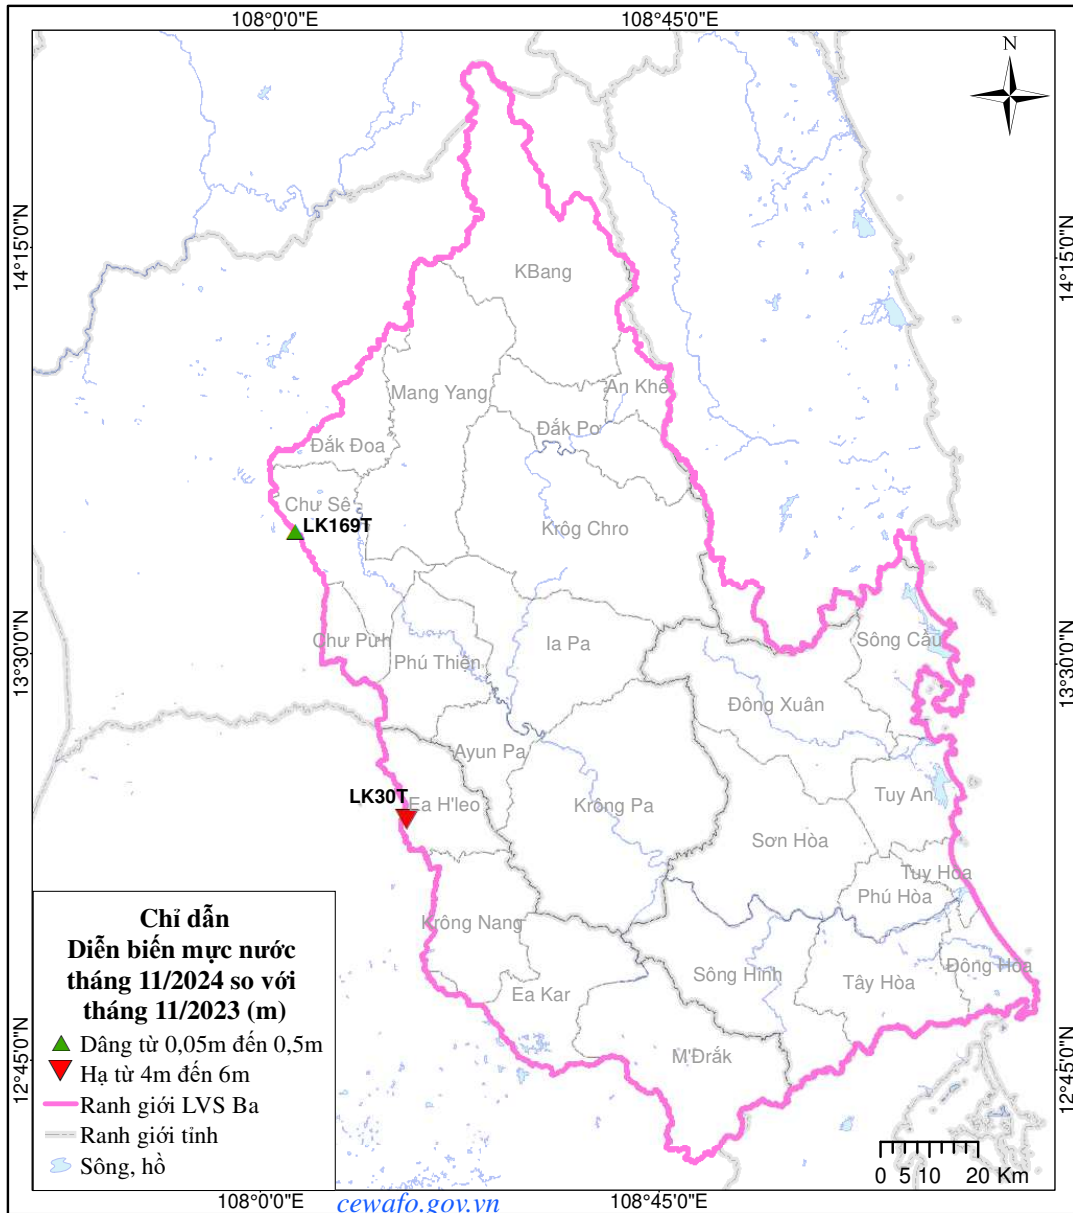 108°0'0"E
108°45'0"E
N
14°15'0"N
14°15'0"N
KBang
Mang Yang
An Khê
Đắk Pơ
Đắk Đoa
Chư Sê
LK169T
Krôg Chro
Chư Pưh
Phú Thiện
Ia Pa
Sông Cầu
13°30'0"N
13°30'0"N
Đồng Xuân
Ayun Pa
LK30T
Ea H'leo
Krông Pa
Tuy An
Sơn Hòa
Tuy Hòa
Phú Hòa
Krông Nang
Sông Hinh
Đông Hòa
Tây Hòa
Ea Kar
M'Đrắk
12°45'0"N
12°45'0"N
Chỉ dẫn
Diễn biến mực nước
tháng 11/2024 so với
tháng 11/2023 (m)
Dâng từ 0,05m đến 0,5m
Hạ từ 4m đến 6m
Ranh giới LVS Ba
Ranh giới tỉnh
Sông, hồ
0 5 10 20 Km
108°0'0"E
108°45'0"E
cewafo.gov.vn